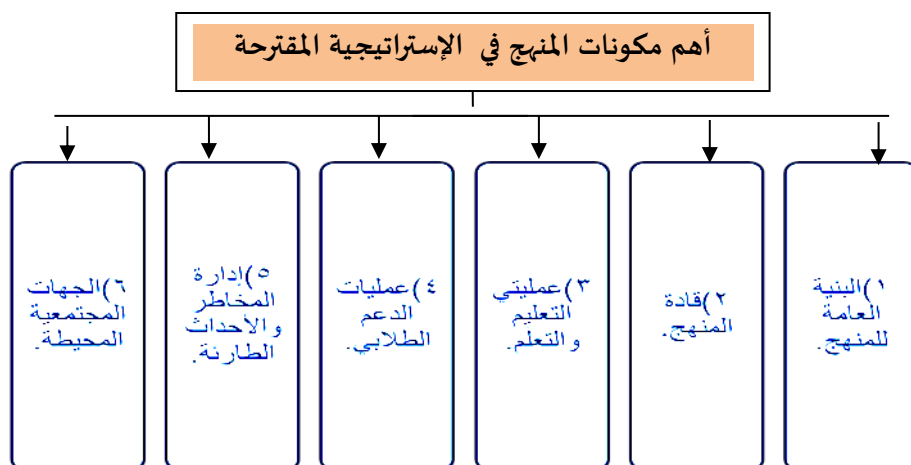 أهم مكونات المنهج في الإستراتيجية المقترحة
١)البنية
العامة
للمنهج.
٢)قادة
المنهج.
٣)عمليتي
التعليم
والتعلم.
٤)عمليات
الدعم
الطلابي.
٥)إدارة
المخاطر
والأحداث
الطارئة.
٦)الجهات
المجتمعية
المحيطة.